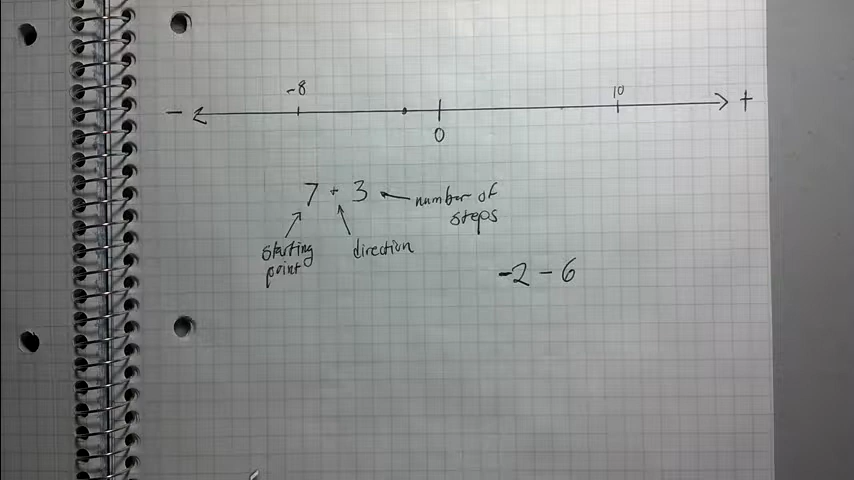 -8 10
- +
0
7 + 3 number of
steps
starting direction
point
-2 - 6